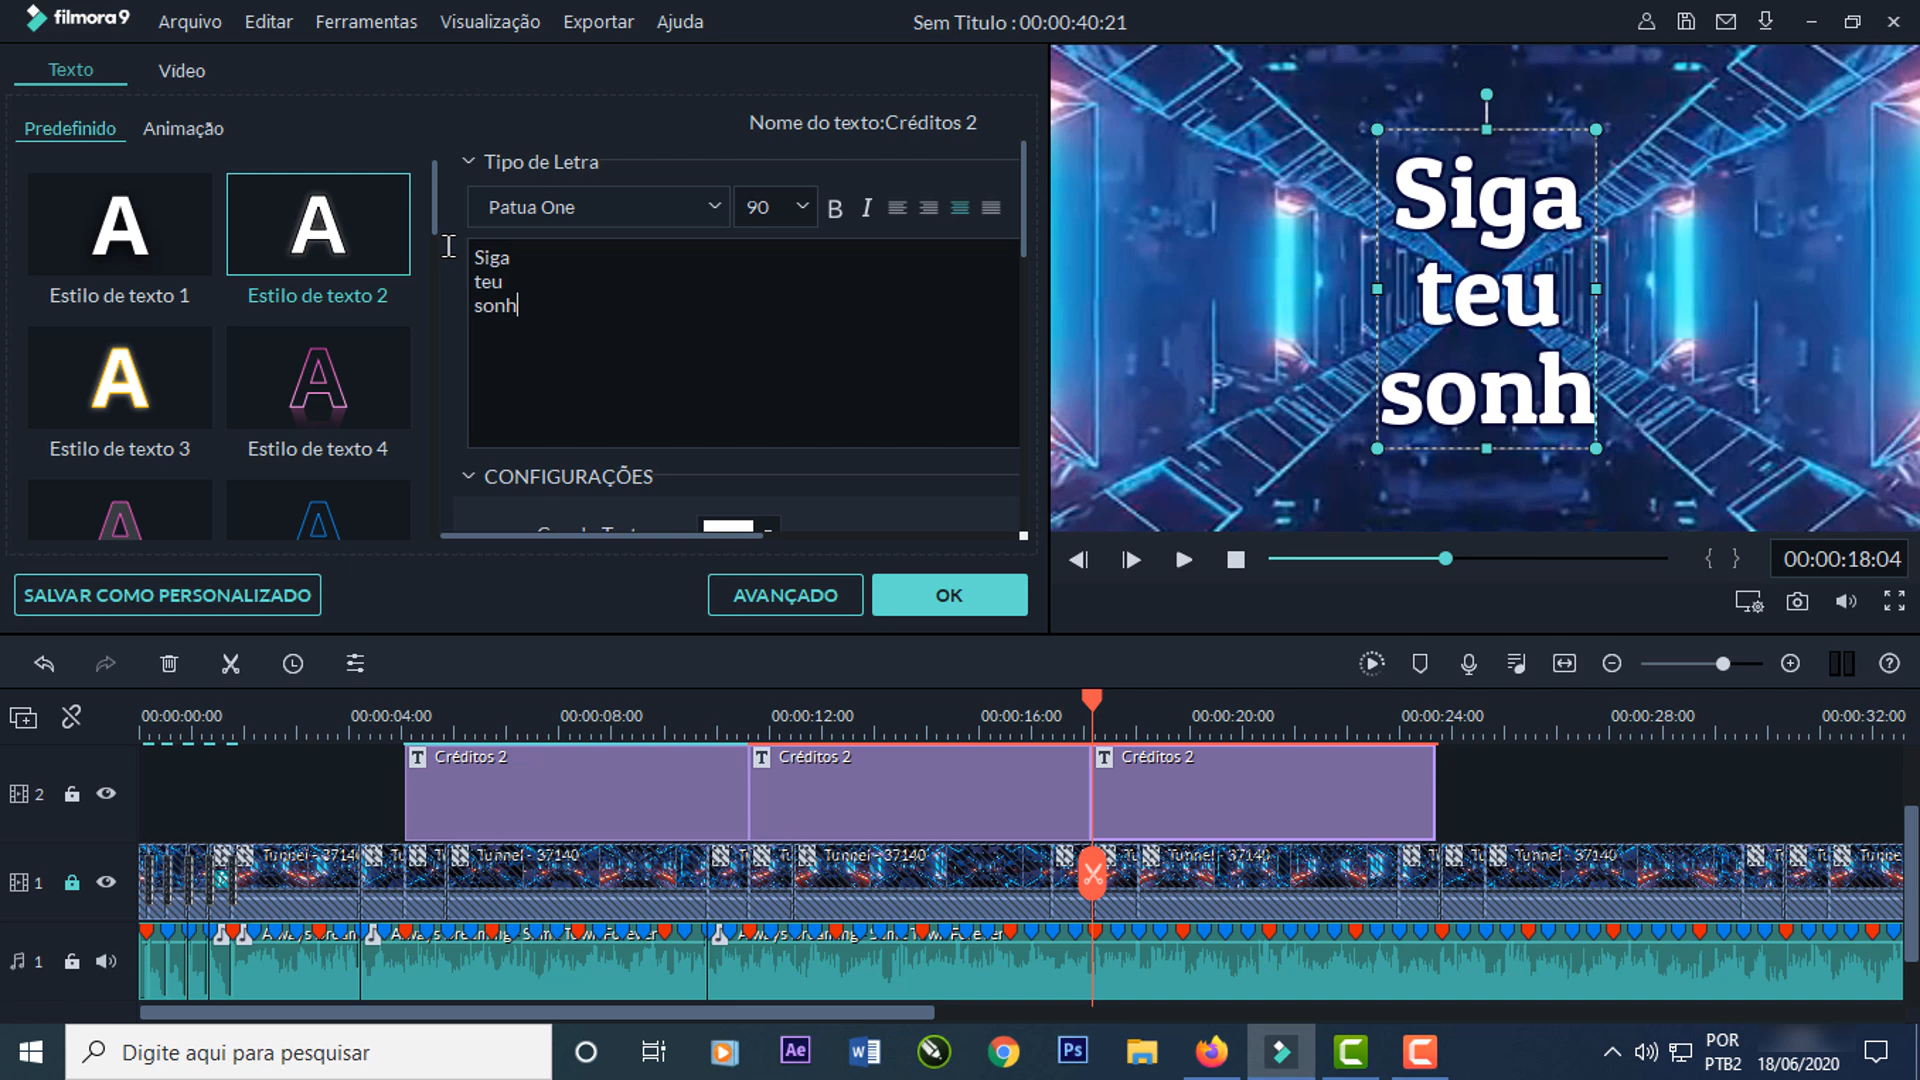 filmora9
Arquivo Editar Ferramentas Visualização Exportar Ajuda
Sem Titulo : 00:00:40:21
Texto Vídeo
Predefinido Animação
Nome do texto:Créditos 2
Tipo de Letra
Patua One 90 B I
Siga
teu
sonh
A A
Estilo de texto 1 Estilo de texto 2
A A
Estilo de texto 3 Estilo de texto 4
A A
CONFIGURAÇÕES
Siga
teu
sonh
SALVAR COMO PERSONALIZADO AVANÇADO OK
00:00:18:04
00:00:00:00 00:00:04:00 00:00:08:00 00:00:12:00 00:00:16:00 00:00:20:00 00:00:24:00 00:00:28:00 00:00:32:00
T Créditos 2 T Créditos 2 T Créditos 2
2
Tunnel - 3714 Tunnel - 37140 Tunnel - 37140 Tunnel - 37140 Tunnel - 37140
1
1
Digite aqui para pesquisar
Ae W Ps C C
POR
PTB2
18/06/2020